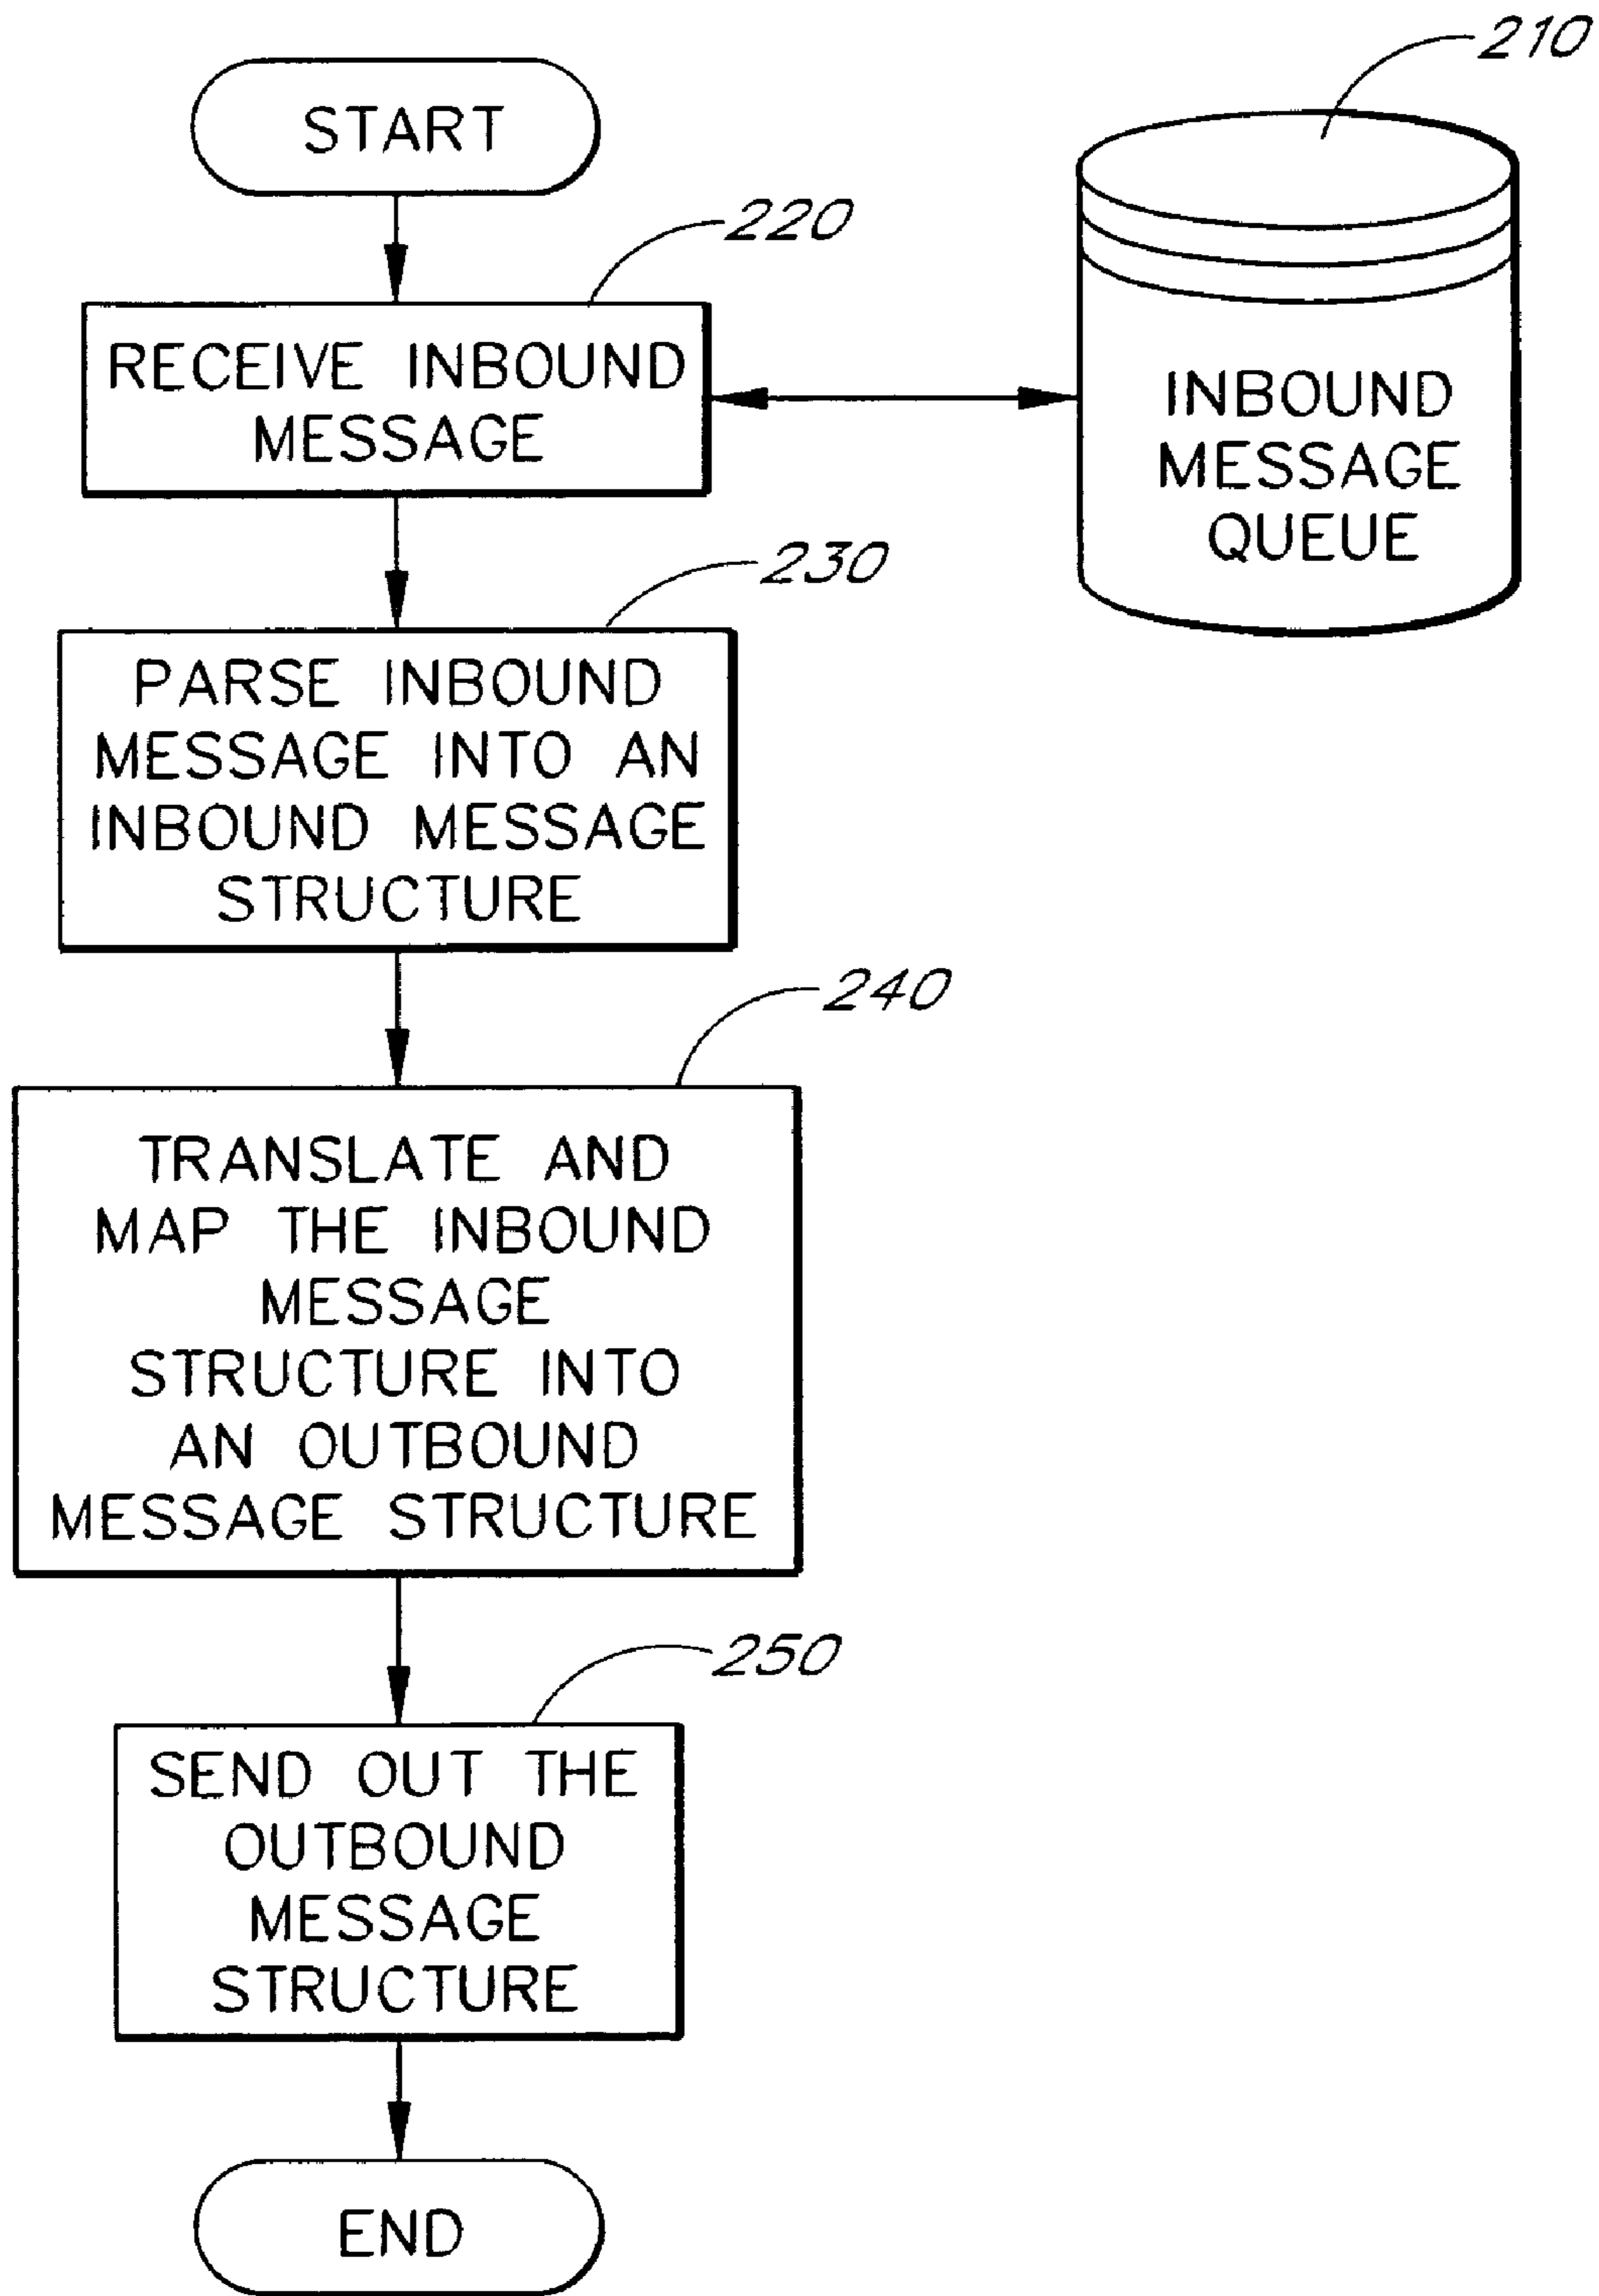 START
210
220
RECEIVE INBOUND
MESSAGE
INBOUND
MESSAGE
QUEUE
230
PARSE INBOUND
MESSAGE INTO AN
INBOUND MESSAGE
STRUCTURE
240
TRANSLATE AND
MAP THE INBOUND
MESSAGE
STRUCTURE INTO
AN OUTBOUND
MESSAGE STRUCTURE
250
SEND OUT THE
OUTBOUND
MESSAGE
STRUCTURE
END